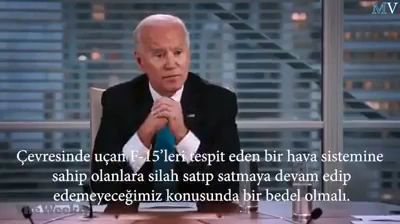 MV
Çevresinde uçan F-15'leri tespit eden bir hava sistemine
sahip olanlara silah satıp satmaya devam edip
edemeyeceğimiz konusunda bir bedel olmalı.